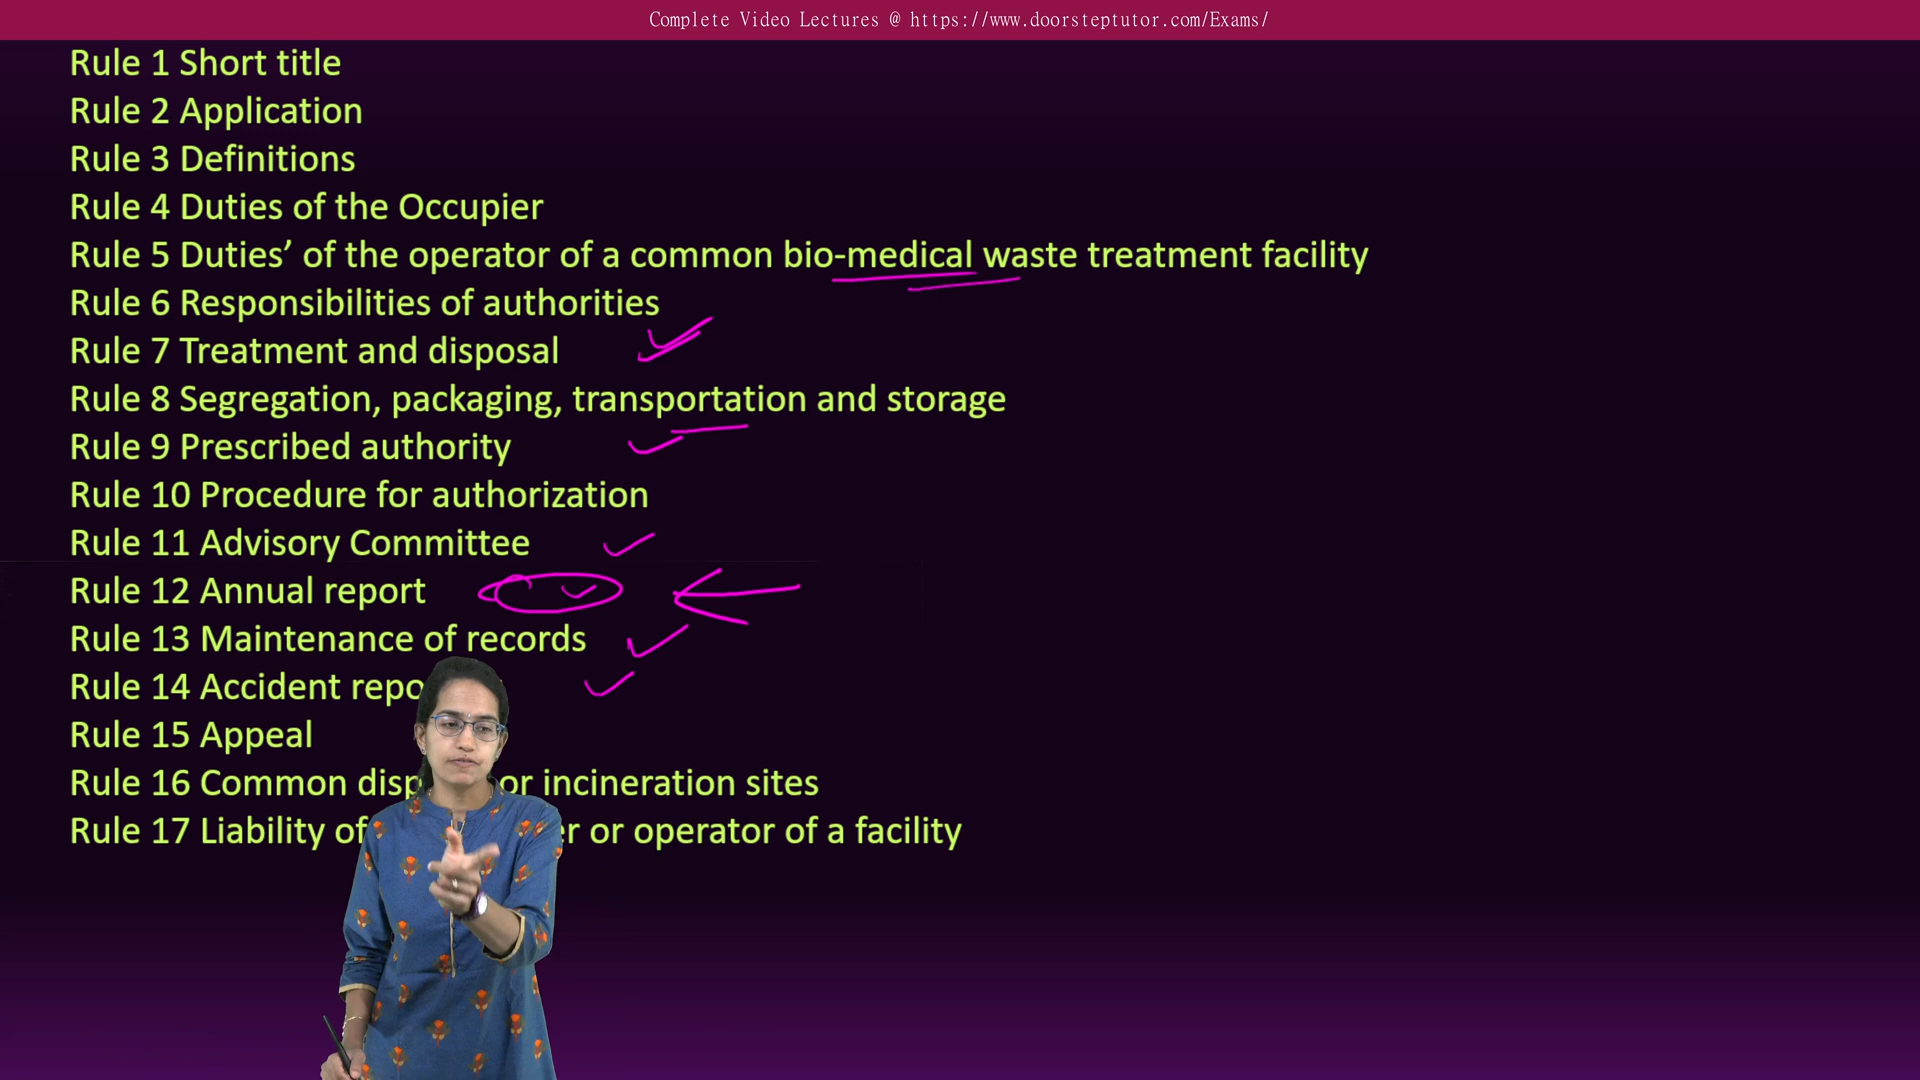 Complete Video Lectures @ https://www.doorsteptutor.com/Exams/
Rule 1 Short title
Rule 2 Application
Rule 3 Definitions
Rule 4 Duties of the Occupier
Rule 5 Duties’ of the operator of a common bio-medical waste treatment facility
Rule 6 Responsibilities of authorities
Rule 7 Treatment and disposal
Rule 8 Segregation, packaging, transportation and storage
Rule 9 Prescribed authority
Rule 10 Procedure for authorization
Rule 11 Advisory Committee
Rule 12 Annual report
Rule 13 Maintenance of records
Rule 14 Accident
Rule 15 Appeal
Rule 16 Common or incineration sites
Rule 17 Liability of or operator of a facility